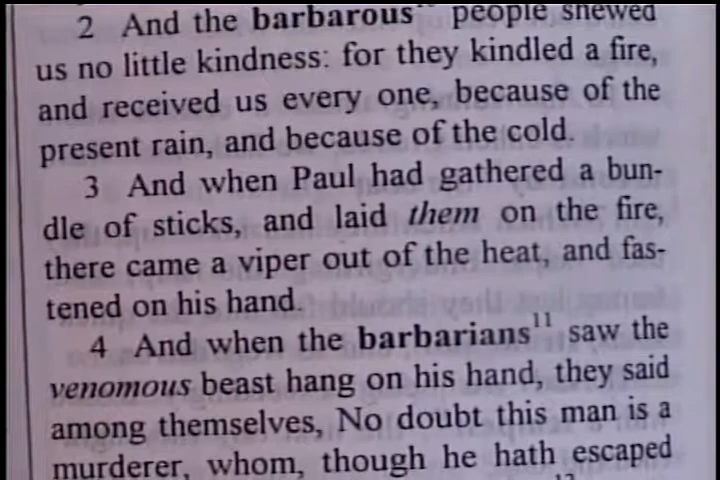 2 And the barbarous people shewed
us no little kindness: for they kindled a fire,
and received us every one, because of the
present rain, and because of the cold.
3 And when Paul had gathered a bun-
dle of sticks, and laid them on the fire,
there came a viper out of the heat, and fas-
tened on his hand.
4 And when the barbarians11 saw the
venomous beast hang on his hand, they said
among themselves, No doubt this man is a
murderer, whom, though he hath escaped